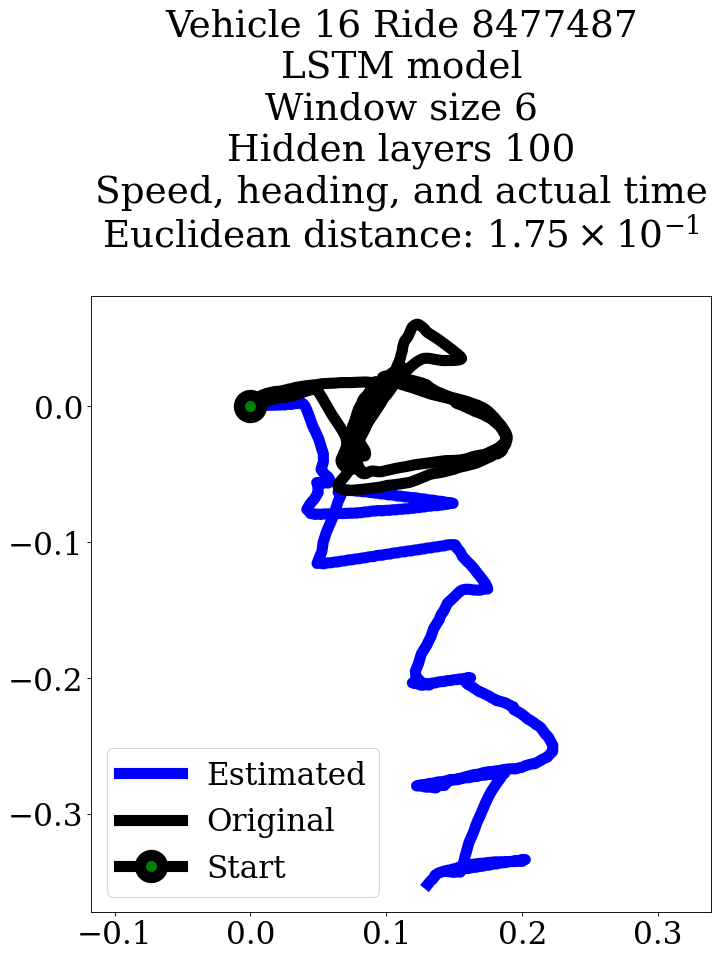 Vehicle 16 Ride 8477487
LSTM model
Window size 6
Hidden layers 100
Speed, heading, and actual time
Euclidean distance: 1.75 × 10⁻¹
0.0
−0.1
−0.2
−0.3
Estimated
Original
Start
−0.1 0.0 0.1 0.2 0.3